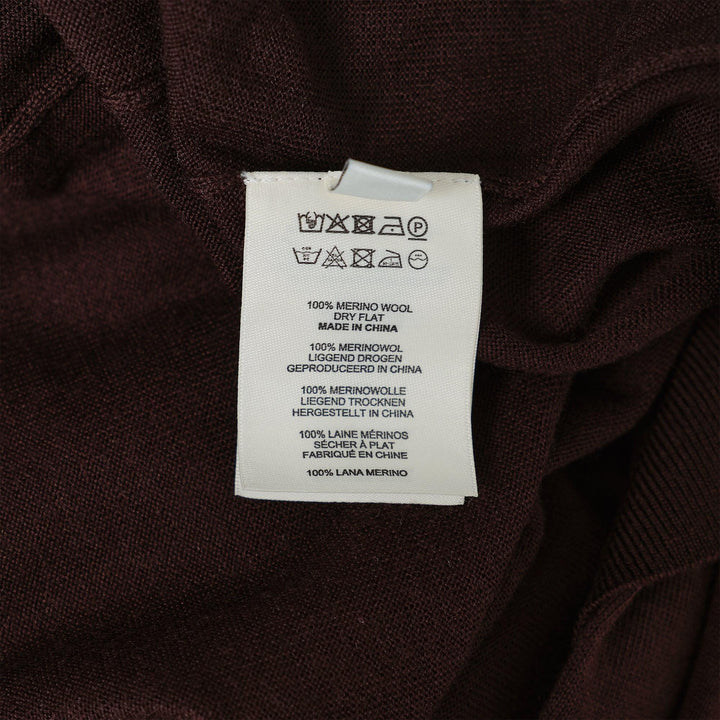 P
100% MERINO WOOL
DRY FLAT
MADE IN CHINA
100% MERINOWOL
LIGGEND DROGEN
GEPRODUCEERD IN CHINA
100% MERINOWOLLE
LIEGEND TROCKNEN
HERGESTELLT IN CHINA
100% LAINE MÉRINOS
SÉCHER À PLAT
FABRIQUÉ EN CHINE
100% LANA MERINO